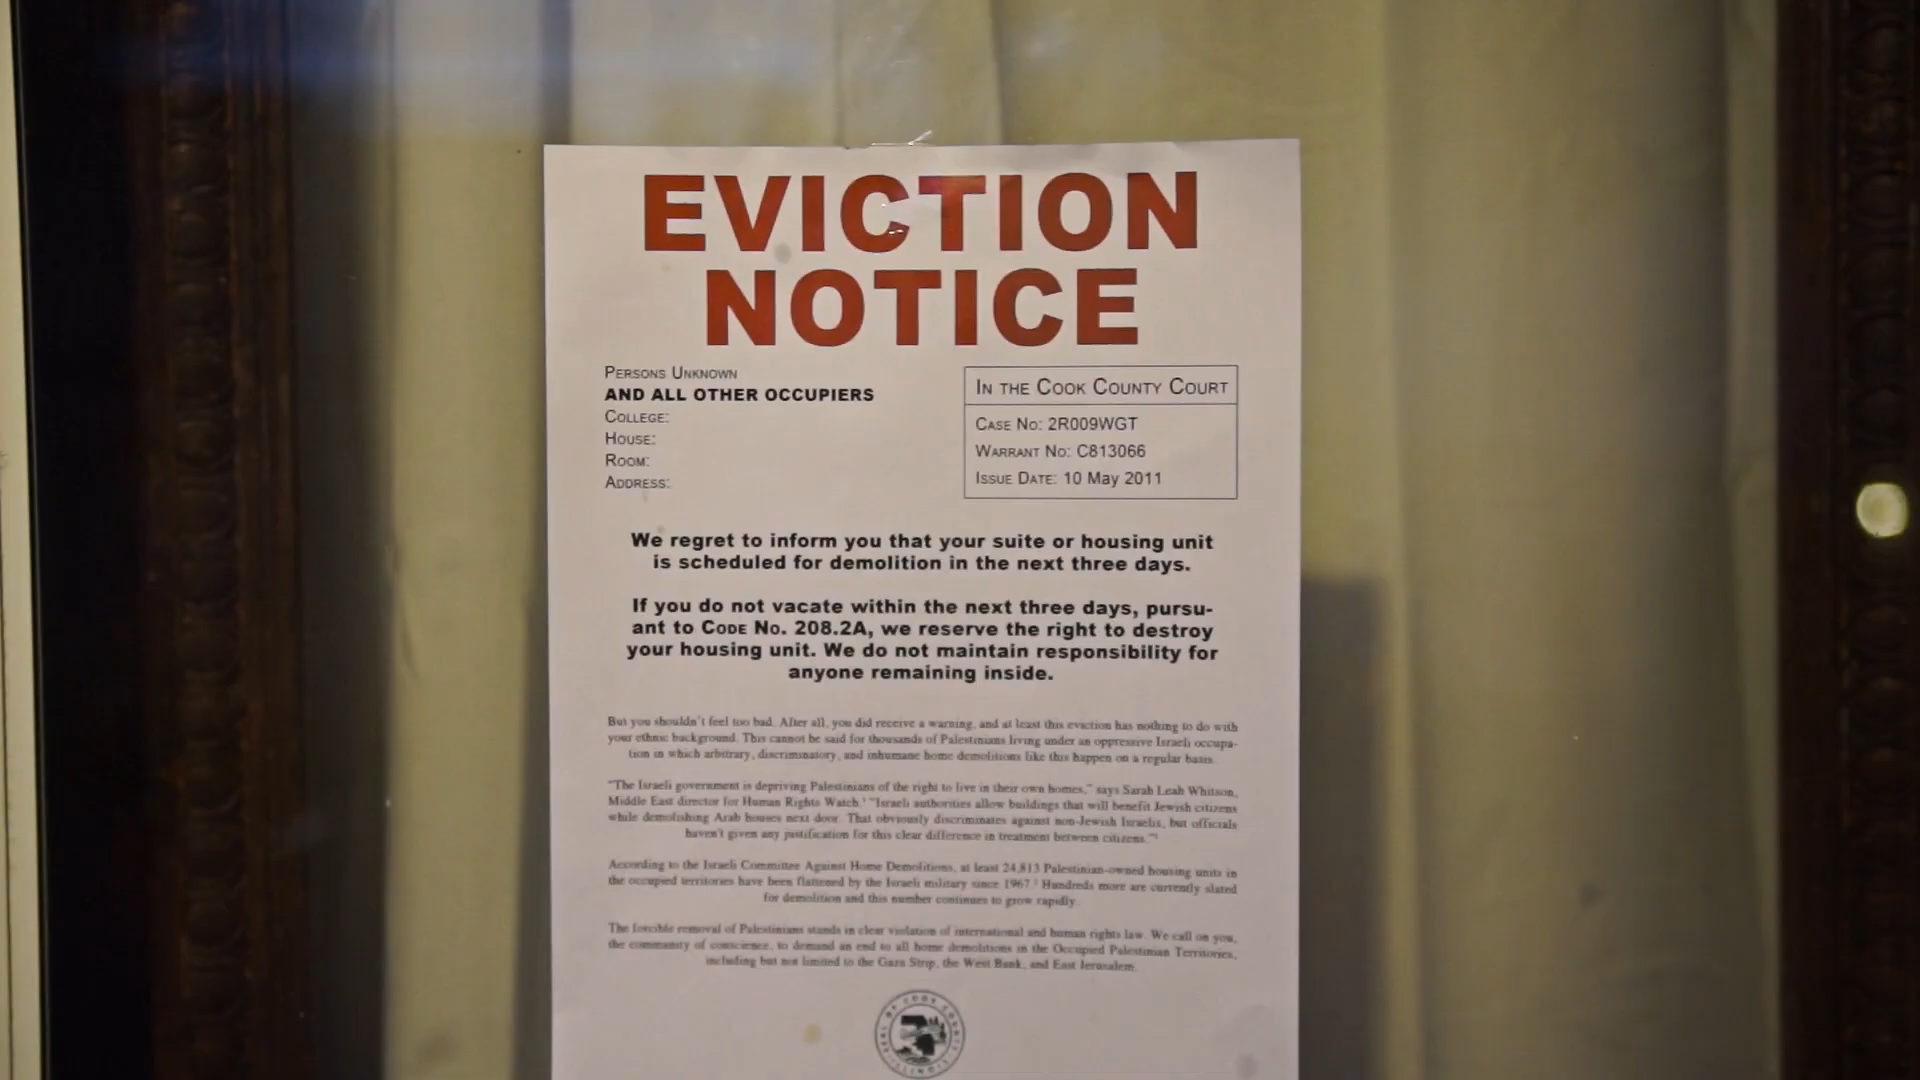 EVICTION
NOTICE
Persons Unknown
AND ALL OTHER OCCUPIERS
College:
House:
Room:
Address:
In the Cook County Court
Case No: 2R009WGT
Warrant No: C813066
Issue Date: 10 May 2011
We regret to inform you that your suite or housing unit
is scheduled for demolition in the next three days.
If you do not vacate within the next three days, pursu-
ant to Code No. 208.2A, we reserve the right to destroy
your housing unit. We do not maintain responsibility for
anyone remaining inside.
But you shouldn't feel too bad. After all, you did receive a warning, and at least this eviction has nothing to do with
your ethnic background. This cannot be said for thousands of Palestinians living under an oppressive Israeli occupa-
tion in which arbitrary, discriminatory, and inhumane home demolitions like this happen on a regular basis.
"The Israeli government is depriving Palestinians of the right to live in their own homes," says Sarah Leah Whitson,
Middle East director for Human Rights Watch.¹ "Israeli authorities allow buildings that will benefit Jewish citizens
while demolishing Arab houses next door. That obviously discriminates against non-Jewish Israelis, but officials
haven't given any justification for this clear difference in treatment between citizens."
According to the Israeli Committee Against Home Demolitions, at least 24,813 Palestinian-owned housing units in
the occupied territories have been flattened by the Israeli military since 1967. Hundreds more are currently slated
for demolition and this number continues to grow rapidly.
The forcible removal of Palestinians stands in clear violation of international and human rights law. We call on you,
the community of conscience, to demand an end to all home demolitions in the Occupied Palestinian Territories,
including but not limited to the Gaza Strip, the West Bank, and East Jerusalem.
SEAL OF COOK COUNTY
ILLINOIS